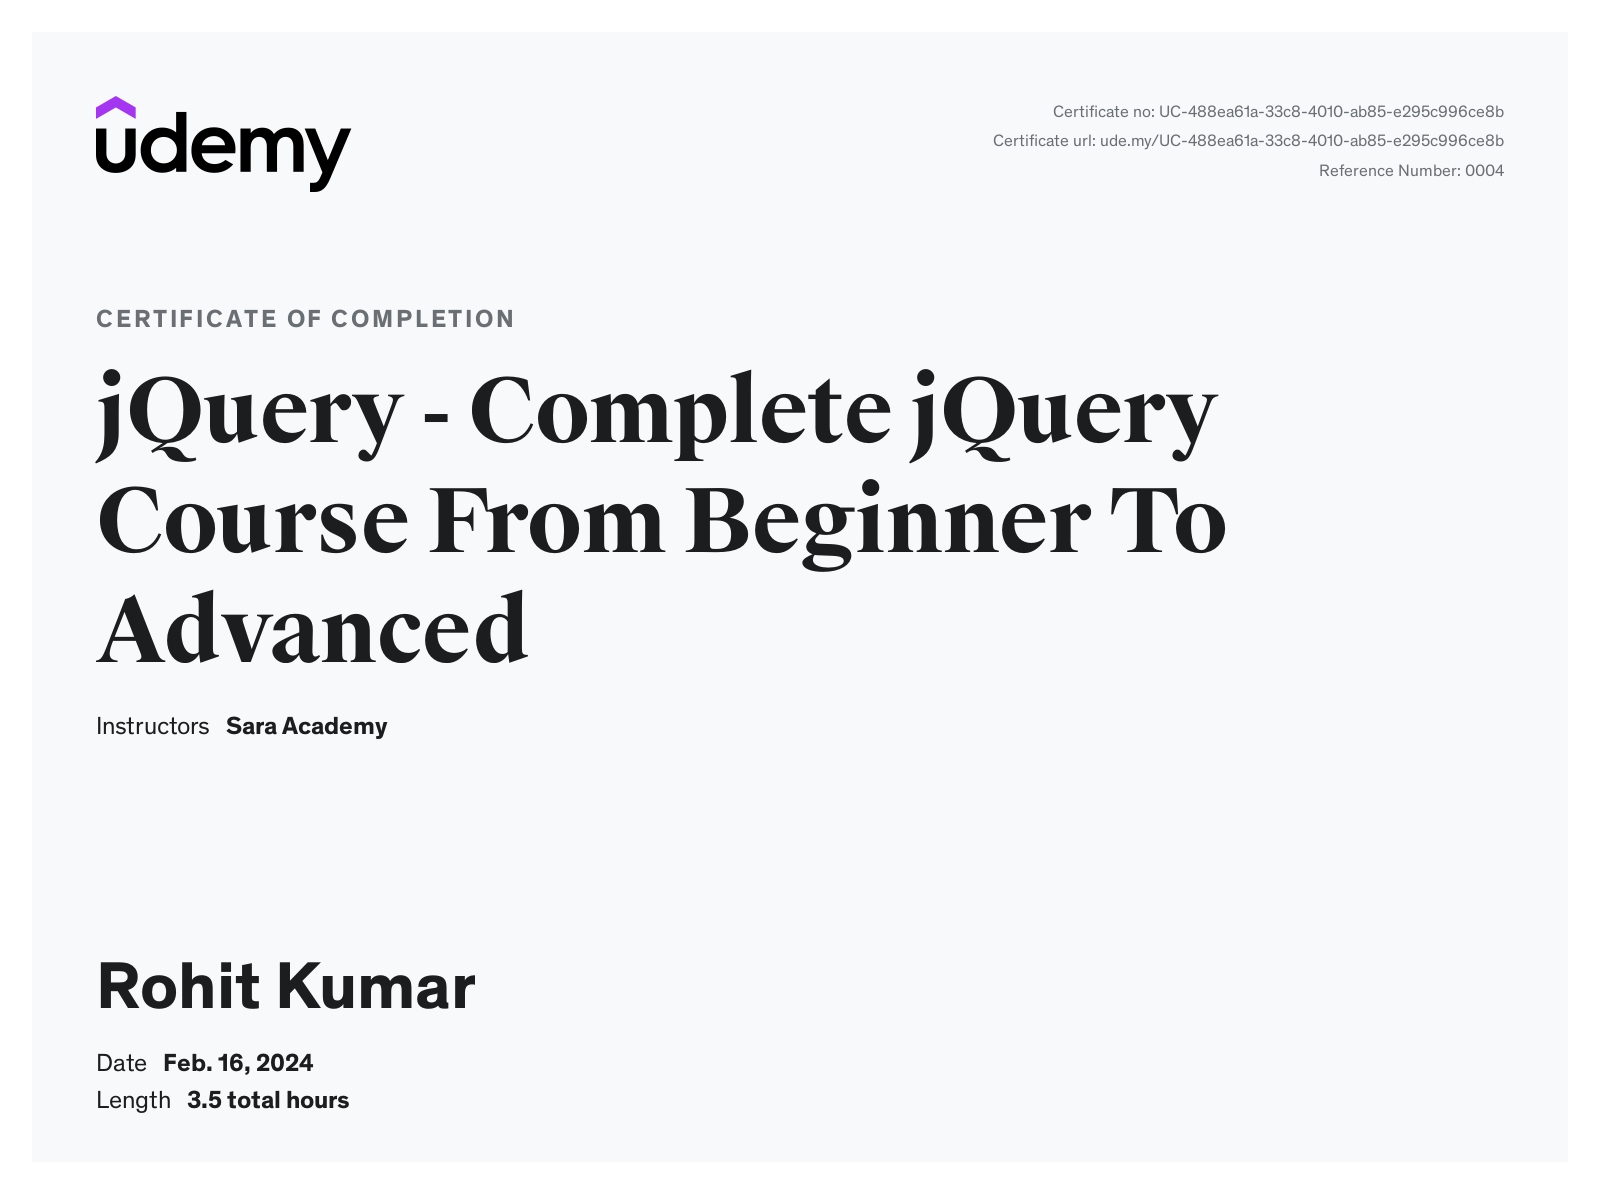 udemy
Certificate no: UC-488ea61a-33c8-4010-ab85-e295c996ce8b
Certificate url: ude.my/UC-488ea61a-33c8-4010-ab85-e295c996ce8b
Reference Number: 0004
CERTIFICATE OF COMPLETION
jQuery - Complete jQuery
Course From Beginner To
Advanced
Instructors Sara Academy
Rohit Kumar
Date Feb. 16, 2024
Length 3.5 total hours